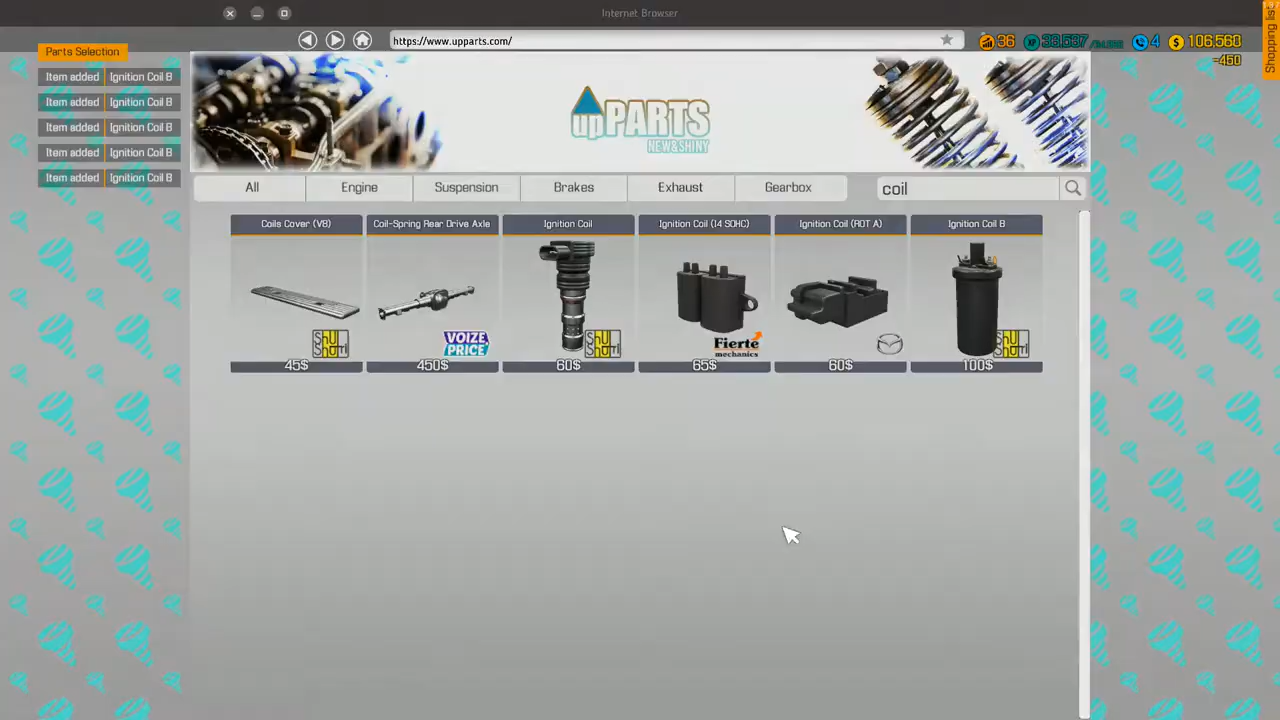 Internet Browser
https://www.upparts.com/
36
4
106,560
-450
Shopping list
Parts Selection
Item added Ignition Coil B
Item added Ignition Coil B
Item added Ignition Coil B
Item added Ignition Coil B
Item added Ignition Coil B
upPARTS
NEW&SHINY
All Engine Suspension Brakes Exhaust Gearbox
coil
Coils Cover (V8) Coil-Spring Rear Drive Axle Ignition Coil Ignition Coil (I4 SOHC) Ignition Coil (ROT A) Ignition Coil B
VOIZE
PRICE
Fierté
mechanics
45$ 450$ 60$ 65$ 60$ 100$